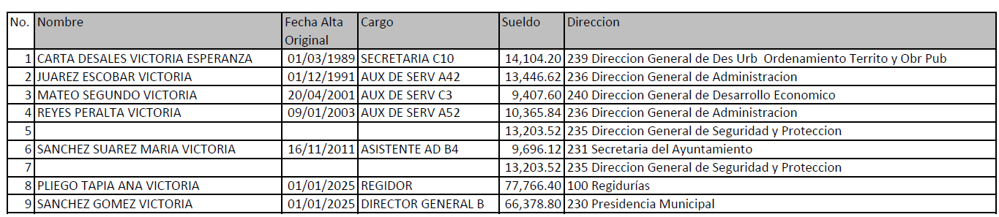 No. Nombre Fecha Alta Original Cargo Sueldo Direccion
1 CARTA DESALES VICTORIA ESPERANZA 01/03/1989 SECRETARIA C10 14,104.20 239 Direccion General de Des Urb  Ordenamiento Territo y Obr Pub
2 JUAREZ ESCOBAR VICTORIA 01/12/1991 AUX DE SERV A42 13,446.62 236 Direccion General de Administracion
3 MATEO SEGUNDO VICTORIA 20/04/2001 AUX DE SERV C3 9,407.60 240 Direccion General de Desarrollo Economico
4 REYES PERALTA VICTORIA 09/01/2003 AUX DE SERV A52 10,365.84 236 Direccion General de Administracion
5 13,203.52 235 Direccion General de Seguridad y Proteccion
6 SANCHEZ SUAREZ MARIA VICTORIA 16/11/2011 ASISTENTE AD B4 9,696.12 231 Secretaria del Ayuntamiento
7 13,203.52 235 Direccion General de Seguridad y Proteccion
8 PLIEGO TAPIA ANA VICTORIA 01/01/2025 REGIDOR 77,766.40 100 Regidurías
9 SANCHEZ GOMEZ VICTORIA 01/01/2025 DIRECTOR GENERAL B 66,378.80 230 Presidencia Municipal